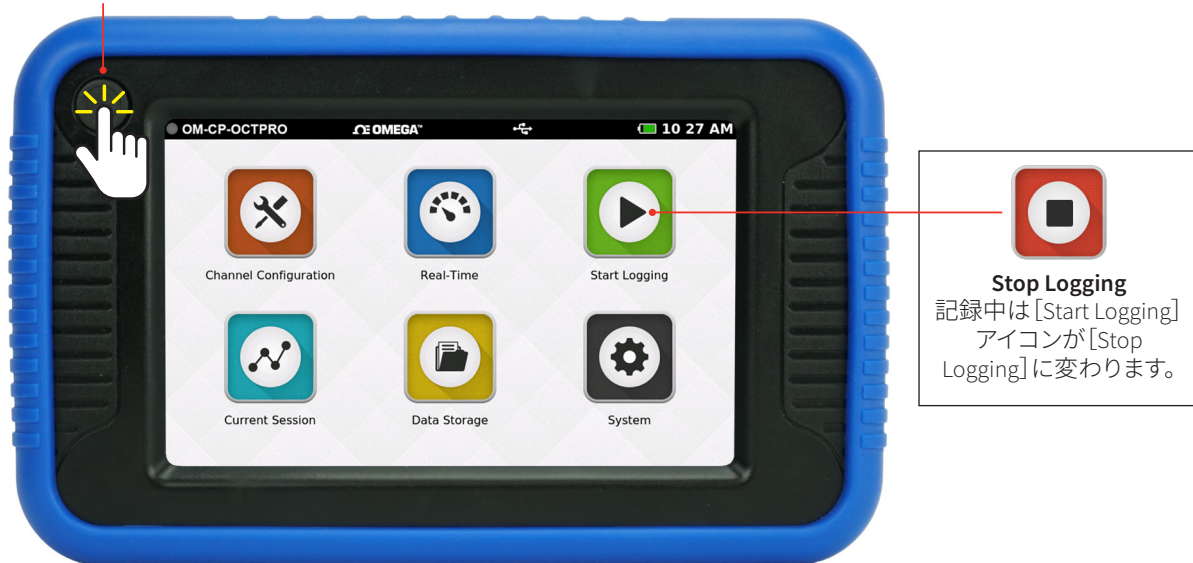 OM-CP-OCTPRO
Ω OMEGA™
10 27 AM
Channel Configuration
Real-Time
Start Logging
Current Session
Data Storage
System
Stop Logging
記録中は［Start Logging］
アイコンが［Stop
Logging］に変わります。